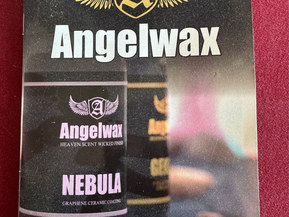 A
Angelwax
A
Angelwax
HEAVEN SCENT WICKED FINISH
NEBULA
GRAPHENE CERAMIC COATING